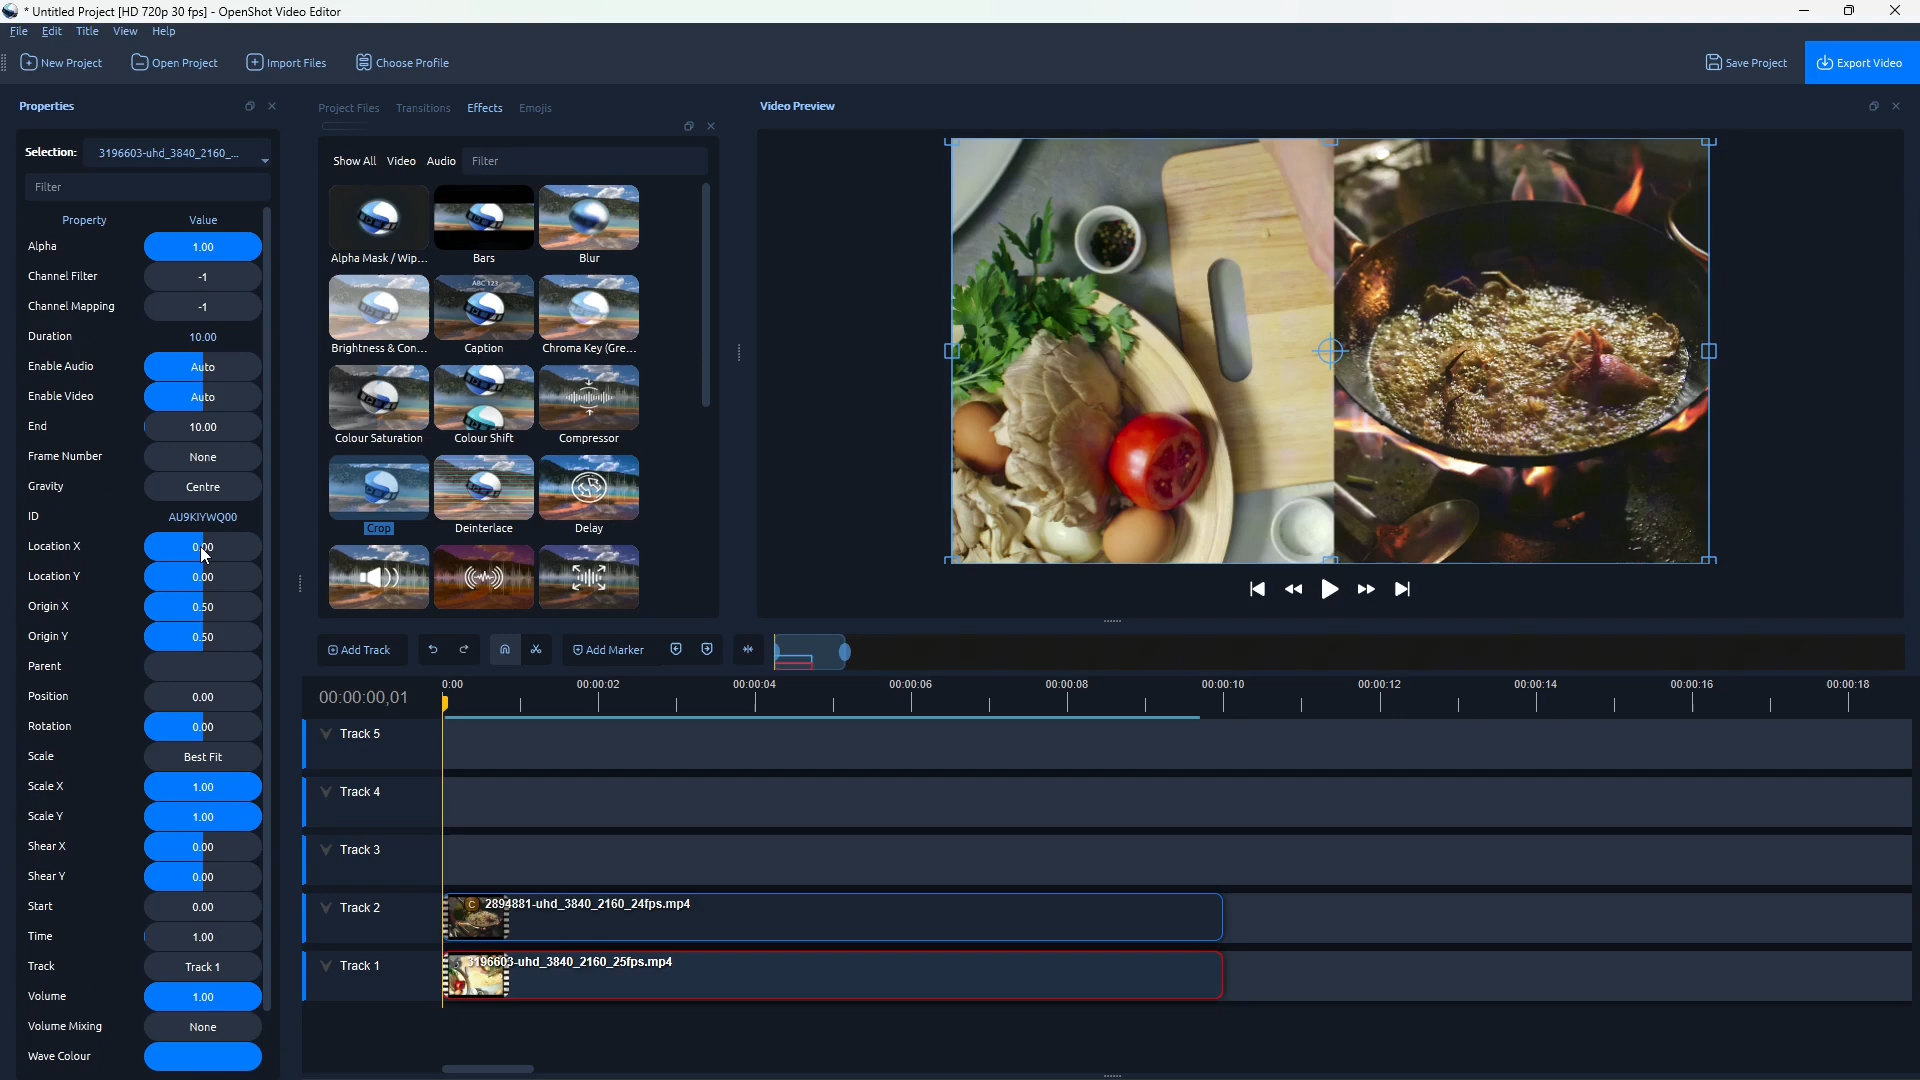 * Untitled Project [HD 720p 30 fps] - OpenShot Video Editor
File Edit Title View Help
New Project Open Project Import Files Choose Profile Save Project Export Video
Properties
Selection: 3196603-uhd_3840_2160_...
Filter
Property Value
Alpha 1.00
Channel Filter -1
Channel Mapping -1
Duration 10.00
Enable Audio Auto
Enable Video Auto
End 10.00
Frame Number None
Gravity Centre
ID AU9KIYWQ00
Location X 0.00
Location Y 0.00
Origin X 0.50
Origin Y 0.50
Parent
Position 0.00
Rotation 0.00
Scale Best Fit
Scale X 1.00
Scale Y 1.00
Shear X 0.00
Shear Y 0.00
Start 0.00
Time 1.00
Track Track 1
Volume 1.00
Volume Mixing None
Wave Colour
Project Files Transitions Effects Emojis
Show All Video Audio Filter
Alpha Mask / Wip... Bars Blur
ABC 123
Brightness & Con... Caption Chroma Key (Gre...
Colour Saturation Colour Shift Compressor
Crop Deinterlace Delay
Video Preview
Add Track Add Marker
00:00:00,01
0:00 00:00:02 00:00:04 00:00:06 00:00:08 00:00:10 00:00:12 00:00:14 00:00:16 00:00:18
Track 5
Track 4
Track 3
Track 2
C 2894881-uhd_3840_2160_24fps.mp4
Track 1
3196603-uhd_3840_2160_25fps.mp4